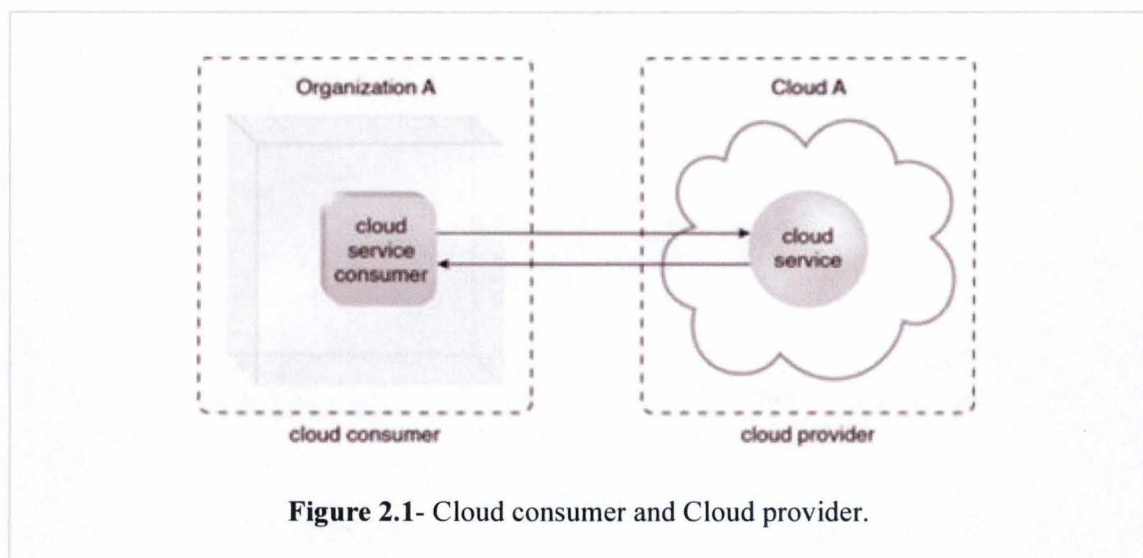 Organization A
Cloud A
cloud
service
consumer
cloud
service
cloud consumer
cloud provider
Figure 2.1- Cloud consumer and Cloud provider.